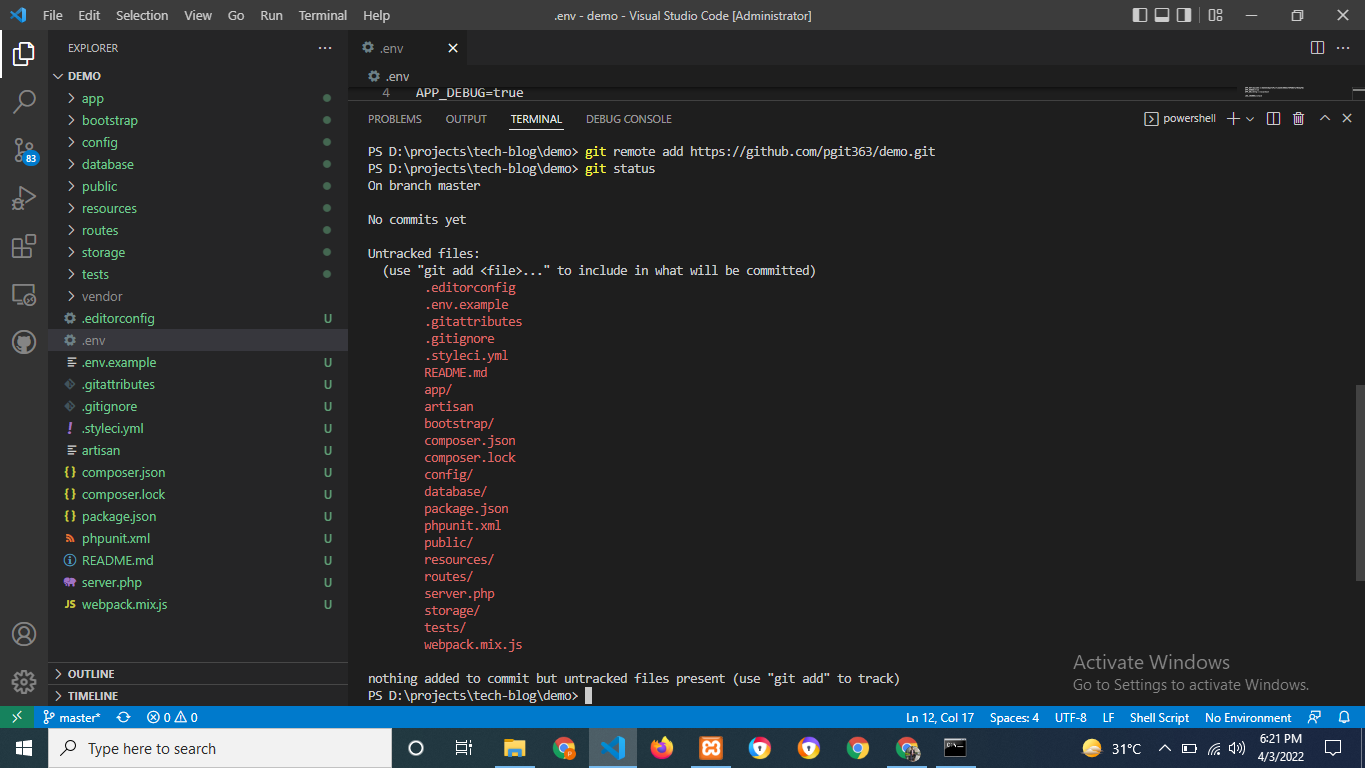 File Edit Selection View Go Run Terminal Help .env - demo - Visual Studio Code [Administrator]
EXPLORER
DEMO
app
bootstrap
config
database
public
resources
routes
storage
tests
vendor
.editorconfig U
.env
.env.example U
.gitattributes U
.gitignore U
.styleci.yml U
artisan U
composer.json U
composer.lock U
package.json U
phpunit.xml U
README.md U
server.php U
webpack.mix.js U
OUTLINE
TIMELINE
83
.env
.env
4 APP_DEBUG=true
PROBLEMS OUTPUT TERMINAL DEBUG CONSOLE powershell
PS D:\projects\tech-blog\demo> git remote add https://github.com/pgit363/demo.git
PS D:\projects\tech-blog\demo> git status
On branch master
No commits yet
Untracked files:
(use "git add <file>..." to include in what will be committed)
.editorconfig
.env.example
.gitattributes
.gitignore
.styleci.yml
README.md
app/
artisan
bootstrap/
composer.json
composer.lock
config/
database/
package.json
phpunit.xml
public/
resources/
routes/
server.php
storage/
tests/
webpack.mix.js
nothing added to commit but untracked files present (use "git add" to track)
PS D:\projects\tech-blog\demo>
Activate Windows
Go to Settings to activate Windows.
master* 0 0 Ln 12, Col 17 Spaces: 4 UTF-8 LF Shell Script No Environment
Type here to search 31°C 6:21 PM
4/3/2022